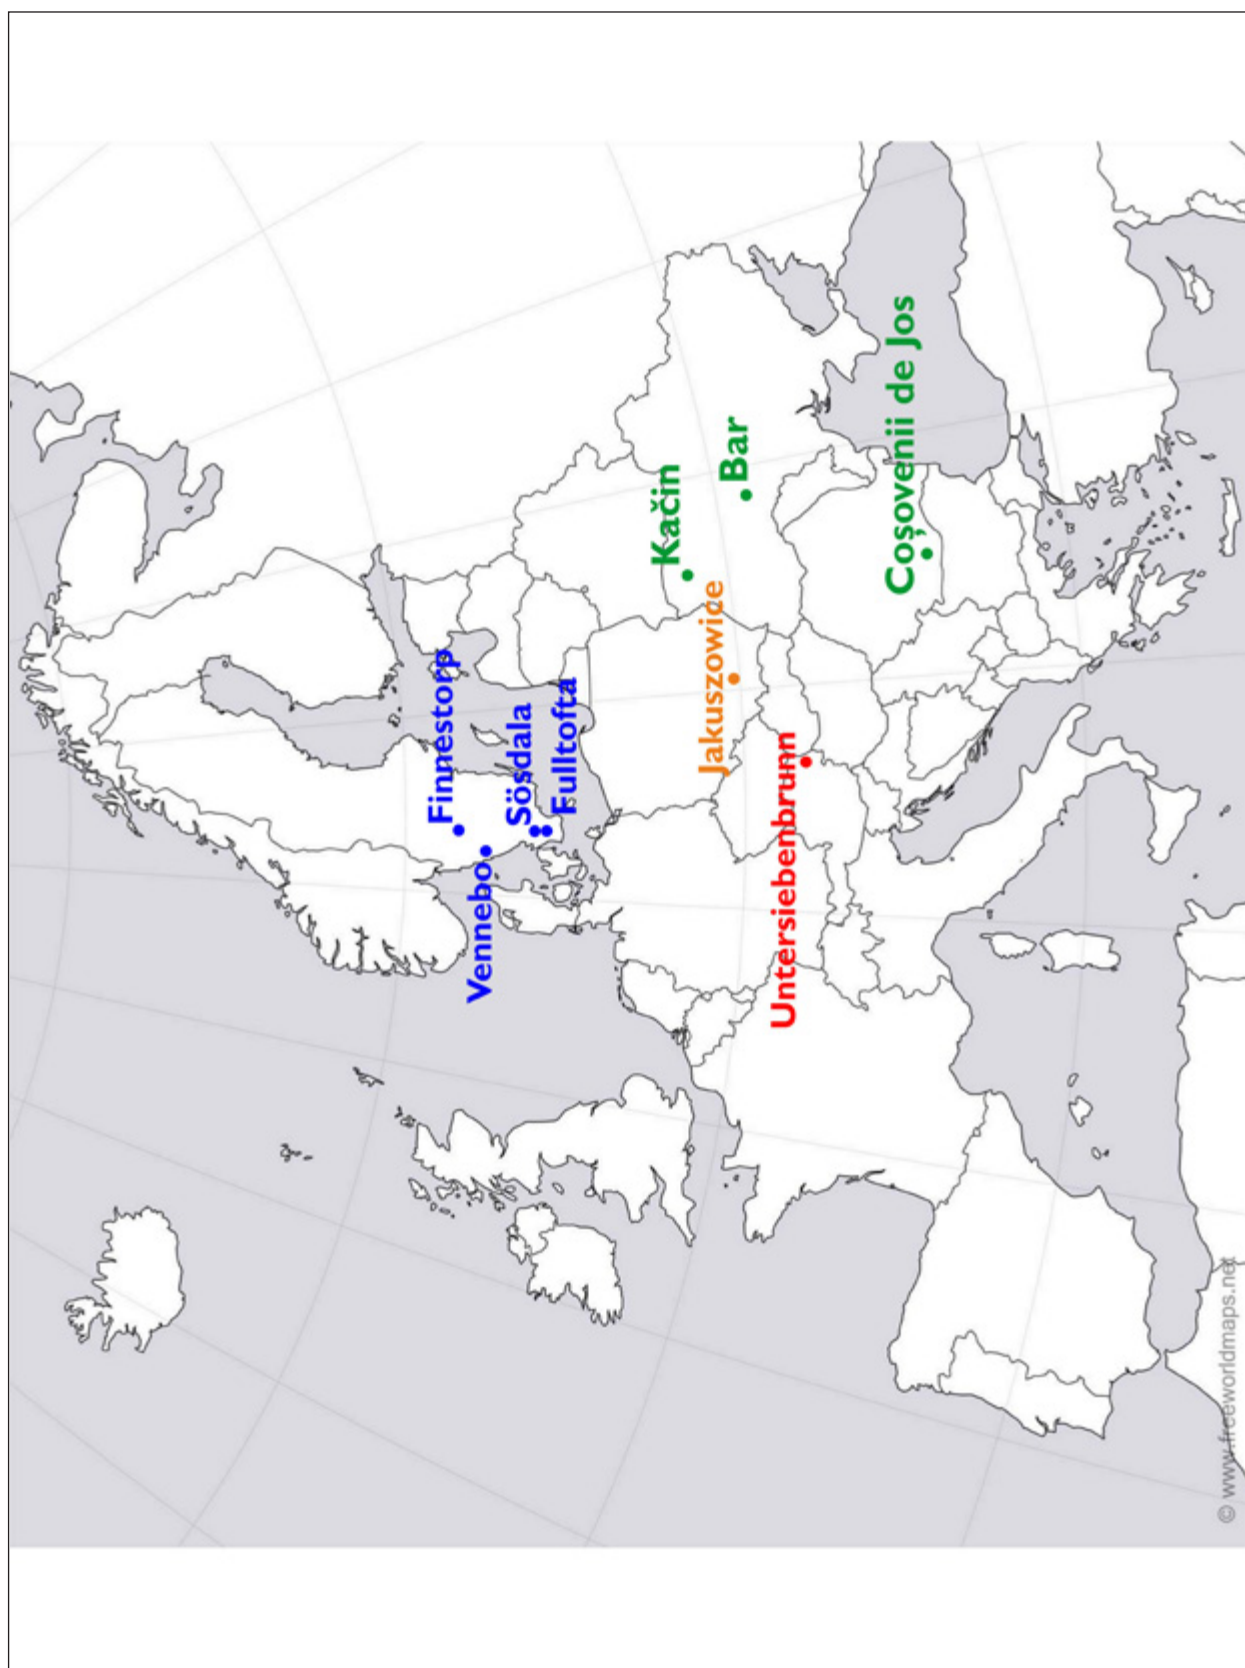 Finnestorp
Vennebo
Sösdala
Fulltofta
Kačin
Bar
Jakuszowice
Untersiebenbrunn
Coșovenii de Jos
© www.freeworldmaps.net